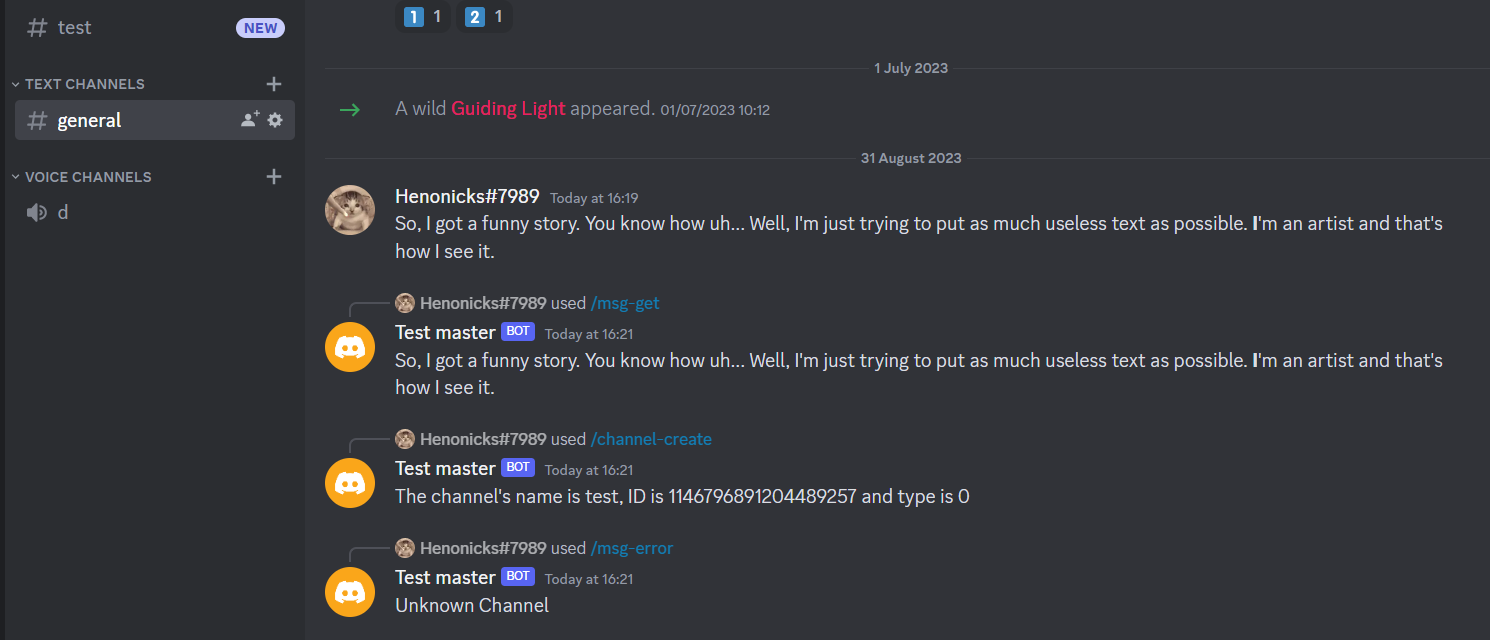 # test NEW
TEXT CHANNELS +
# general
VOICE CHANNELS +
d
1 1 2 1
1 July 2023
A wild Guiding Light appeared. 01/07/2023 10:12
31 August 2023
Henonicks#7989 Today at 16:19
So, I got a funny story. You know how uh... Well, I'm just trying to put as much useless text as possible. I'm an artist and that's
how I see it.
Henonicks#7989 used /msg-get
Test master BOT Today at 16:21
So, I got a funny story. You know how uh... Well, I'm just trying to put as much useless text as possible. I'm an artist and that's
how I see it.
Henonicks#7989 used /channel-create
Test master BOT Today at 16:21
The channel's name is test, ID is 1146796891204489257 and type is 0
Henonicks#7989 used /msg-error
Test master BOT Today at 16:21
Unknown Channel